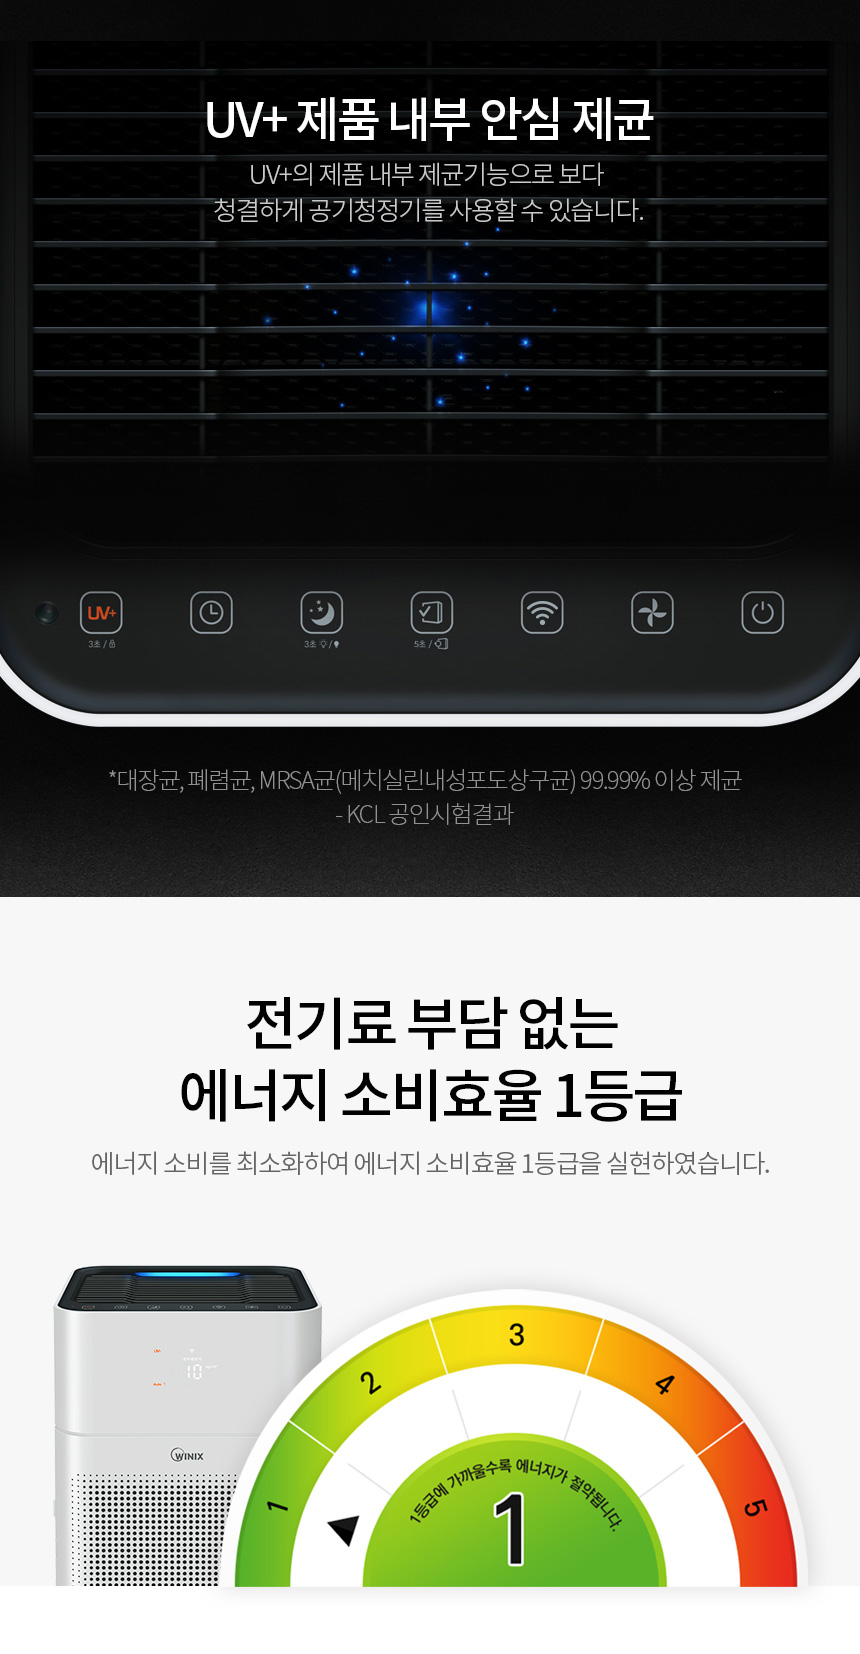 UV+ 제품 내부 안심 제균
UV+의 제품 내부 제균기능으로 보다
청결하게 공기청정기를 사용할 수 있습니다.
UV+
3초 /
3초 /
5초 /
*대장균, 폐렴균, MRSA균(메치실린내성포도상구균) 99.99% 이상 제균
- KCL 공인시험결과
전기료 부담 없는
에너지 소비효율 1등급
에너지 소비를 최소화하여 에너지 소비효율 1등급을 실현하였습니다.
10
WINIX
1
2
3
4
5
1등급에 가까울수록 에너지가 절약됩니다.
1